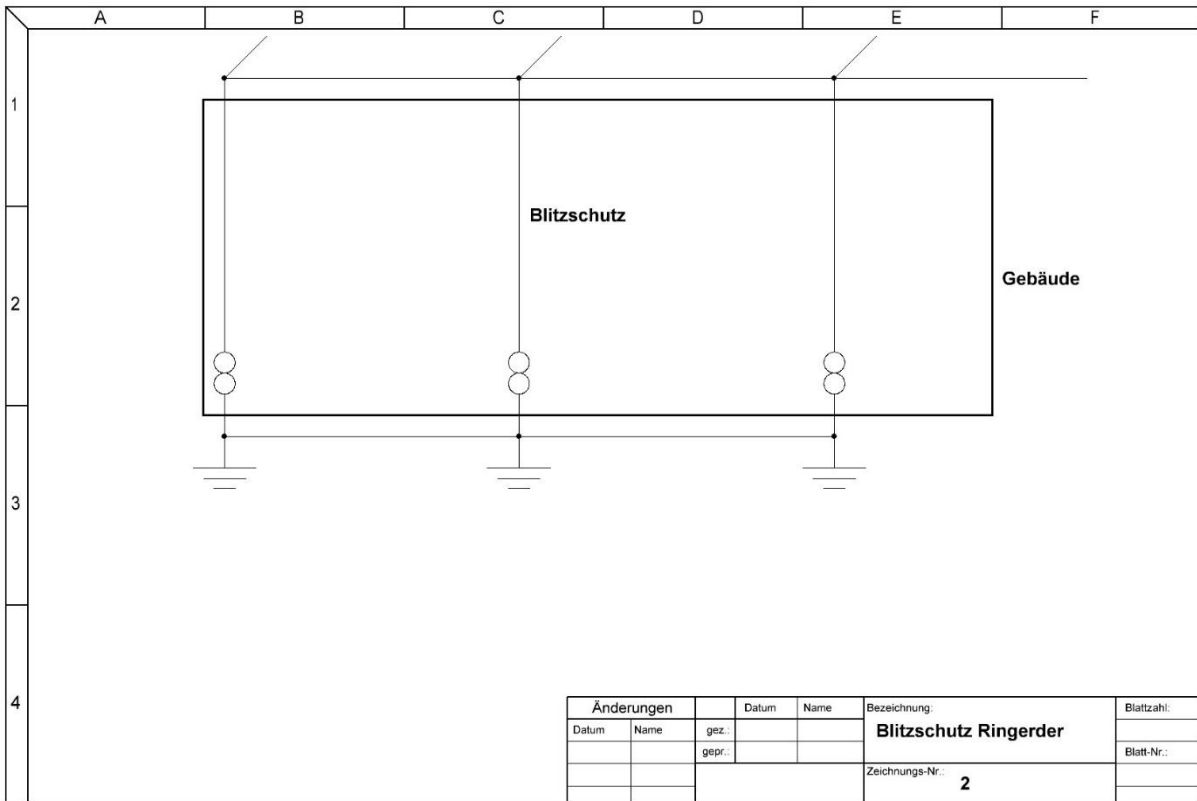 A B C D E F
1
Blitzschutz
Gebäude
2
3
4
Änderungen Datum Name Bezeichnung: Blattzahl:
Datum Name gez.: Blitzschutz Ringerder
gepr.: Blatt-Nr.:
Zeichnungs-Nr.: 2